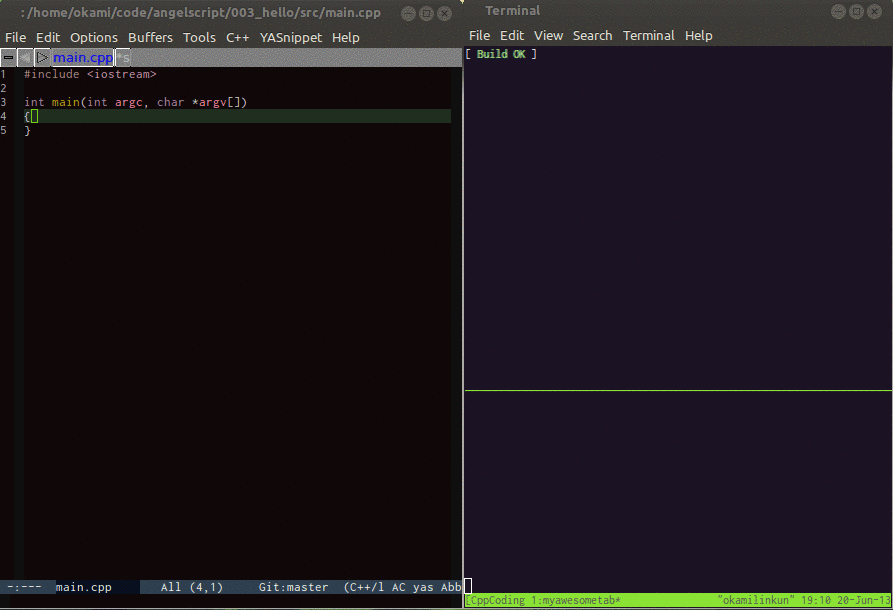 :/home/okami/code/angelscript/003_hello/src/main.cpp
File Edit Options Buffers Tools C++ YASnippet Help
main.cpp *s
1 #include <iostream>
2
3 int main(int argc, char *argv[])
4 {
5 }
-:--- main.cpp All (4,1) Git:master (C++/l AC yas Abb
Terminal
File Edit View Search Terminal Help
[ Build OK ]
[CppCoding 1:myawesometab* "okamilinkun" 19:10 20-Jun-13